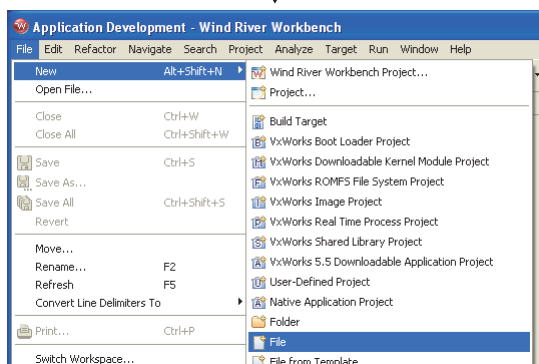 Application Development - Wind River Workbench
File Edit Refactor Navigate Search Project Analyze Target Run Window Help
New Alt+Shift+N
Open File...
Close Ctrl+W
Close All Ctrl+Shift+W
Save Ctrl+S
Save As...
Save All Ctrl+Shift+S
Revert
Move...
Rename... F2
Refresh F5
Convert Line Delimiters To
Print... Ctrl+P
Switch Workspace...
Wind River Workbench Project...
Project...
Build Target
VxWorks Boot Loader Project
VxWorks Downloadable Kernel Module Project
VxWorks ROMFS File System Project
VxWorks Image Project
VxWorks Real Time Process Project
VxWorks Shared Library Project
VxWorks 5.5 Downloadable Application Project
User-Defined Project
Native Application Project
Folder
File
File from Template